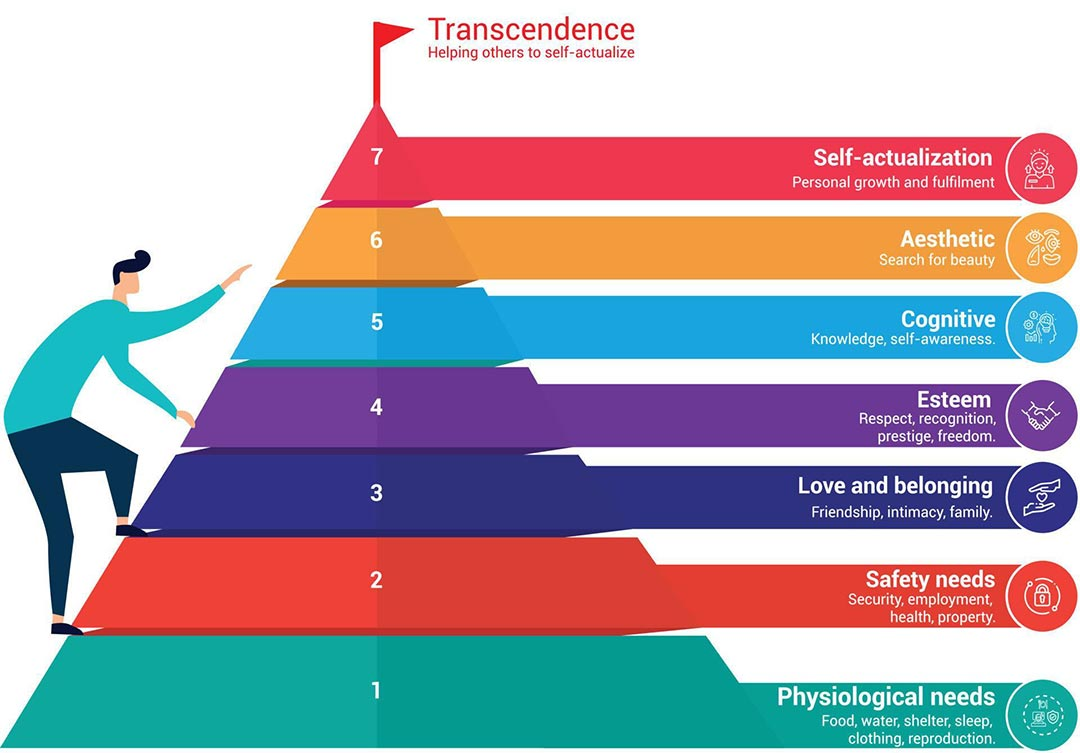 Transcendence
Helping others to self-actualize
7
Self-actualization
Personal growth and fulfilment
6
Aesthetic
Search for beauty
5
Cognitive
Knowledge, self-awareness.
4
Esteem
Respect, recognition,
prestige, freedom.
3
Love and belonging
Friendship, intimacy, family.
2
Safety needs
Security, employment,
health, property.
1
Physiological needs
Food, water, shelter, sleep,
clothing, reproduction.